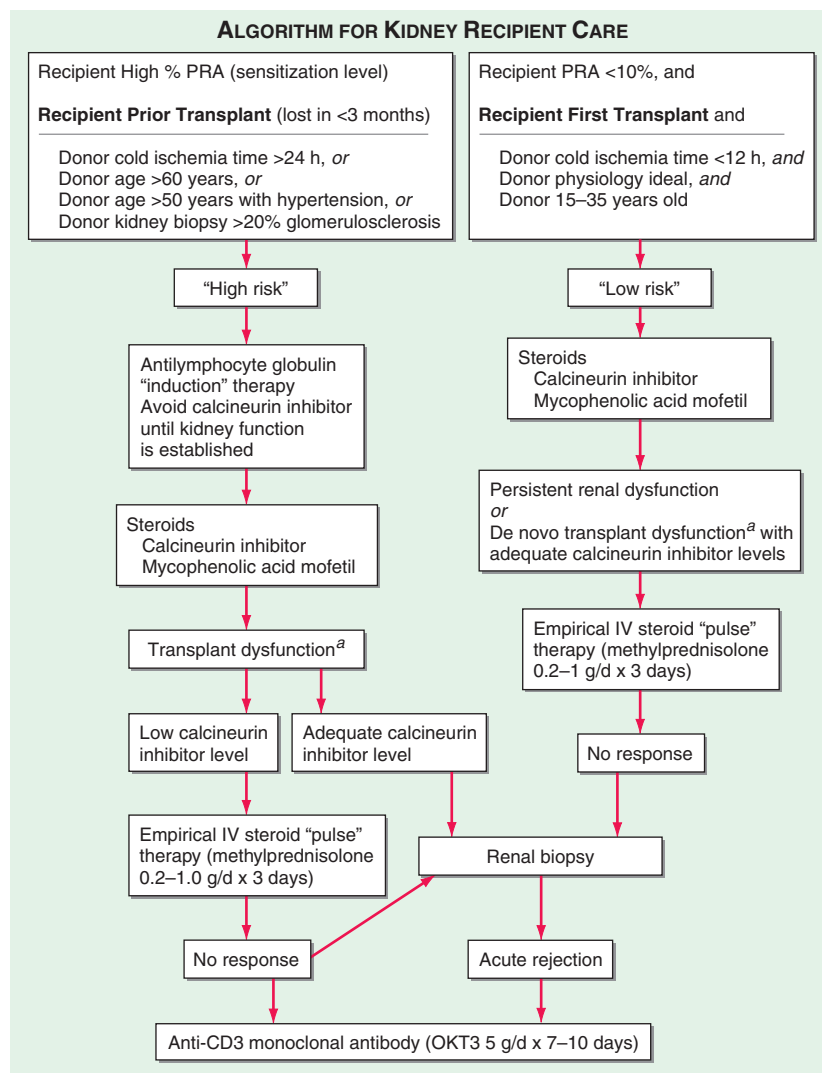 ALGORITHM FOR KIDNEY RECIPIENT CARE
Recipient High % PRA (sensitization level)
Recipient Prior Transplant (lost in <3 months)
Donor cold ischemia time >24 h, or
Donor age >60 years, or
Donor age >50 years with hypertension, or
Donor kidney biopsy >20% glomerulosclerosis
Recipient PRA <10%, and
Recipient First Transplant and
Donor cold ischemia time <12 h, and
Donor physiology ideal, and
Donor 15–35 years old
“High risk”
“Low risk”
Antilymphocyte globulin
“induction” therapy
Avoid calcineurin inhibitor
until kidney function
is established
Steroids
Calcineurin inhibitor
Mycophenolic acid mofetil
Steroids
Calcineurin inhibitor
Mycophenolic acid mofetil
Persistent renal dysfunction
or
De novo transplant dysfunctiona with
adequate calcineurin inhibitor levels
Transplant dysfunctiona
Empirical IV steroid “pulse”
therapy (methylprednisolone
0.2–1 g/d x 3 days)
Low calcineurin
inhibitor level
Adequate calcineurin
inhibitor level
No response
Empirical IV steroid “pulse”
therapy (methylprednisolone
0.2–1.0 g/d x 3 days)
Renal biopsy
No response
Acute rejection
Anti-CD3 monoclonal antibody (OKT3 5 g/d x 7–10 days)